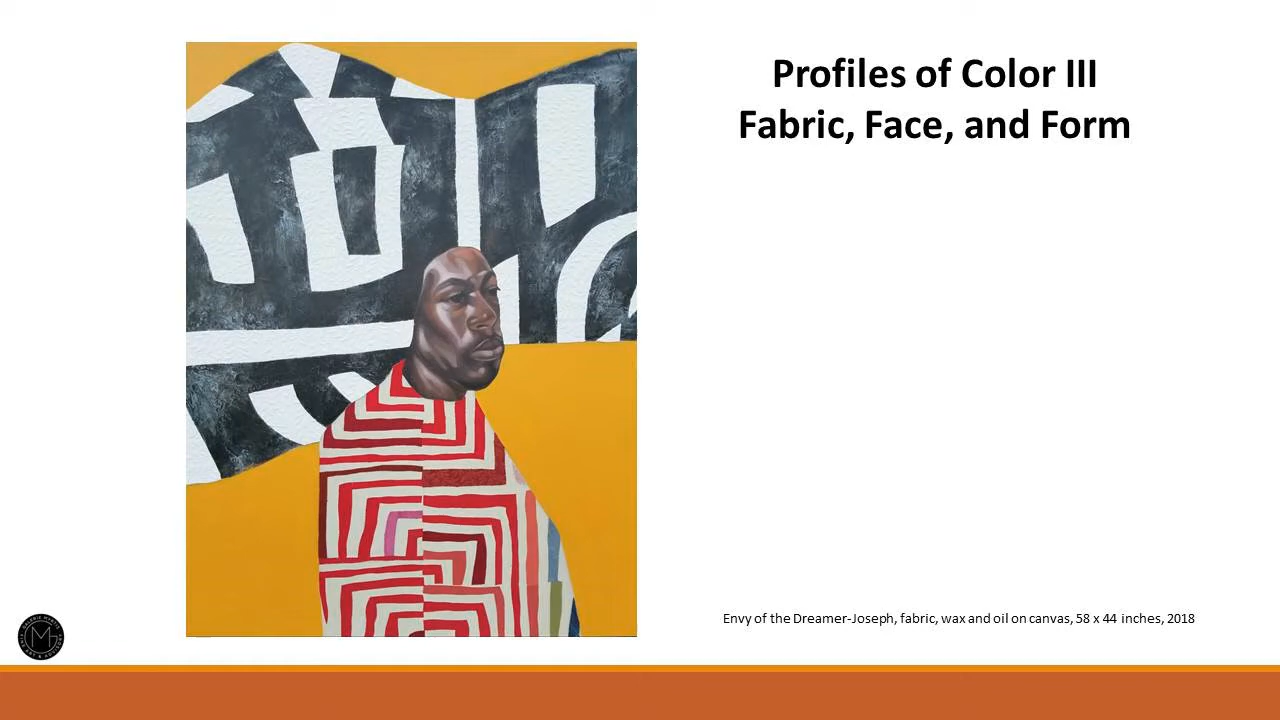 Profiles of Color III
Fabric, Face, and Form
Envy of the Dreamer-Joseph, fabric, wax and oil on canvas, 58 x 44 inches, 2018